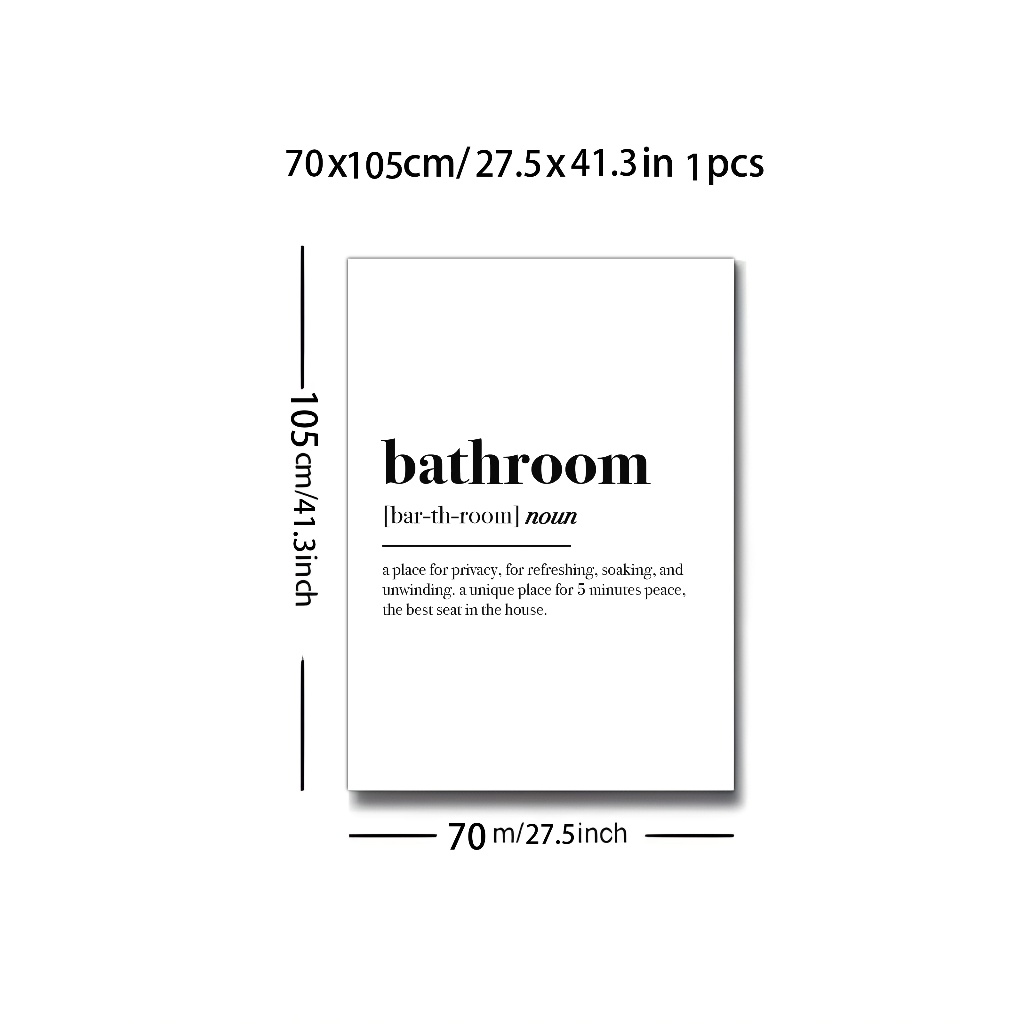 70x105cm/27.5x41.3in 1pcs
105cm/41.3inch
bathroom
[bar-th-room] noun
a place for privacy, for refreshing, soaking, and
unwinding. a unique place for 5 minutes peace,
the best seat in the house.
70 m/27.5inch